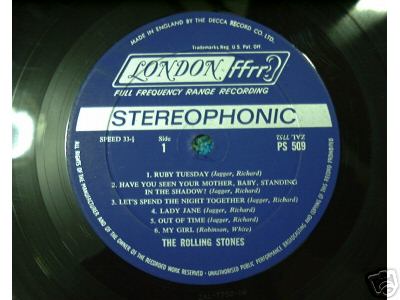 MADE IN ENGLAND BY THE DECCA RECORD CO. LTD.
Trademarks Reg U.S. Pat. Off.
LONDON ffrr
FULL FREQUENCY RANGE RECORDING
STEREOPHONIC
SPEED 33-⅓
Side
1
ZAL. 7752
PS 509
1. RUBY TUESDAY (Jagger, Richard)
2. HAVE YOU SEEN YOUR MOTHER, BABY, STANDING
IN THE SHADOW? (Jagger, Richard)
3. LET'S SPEND THE NIGHT TOGETHER (Jagger, Richard)
4. LADY JANE (Jagger, Richard)
5. OUT OF TIME (Jagger, Richard)
6. MY GIRL (Robinson, White)
THE ROLLING STONES
ALL RIGHTS OF THE MANUFACTURER AND OF THE OWNER OF THE RECORDED WORK RESERVED · UNAUTHORISED PUBLIC PERFORMANCE BROADCASTING AND COPYING OF THIS RECORD PROHIBITED